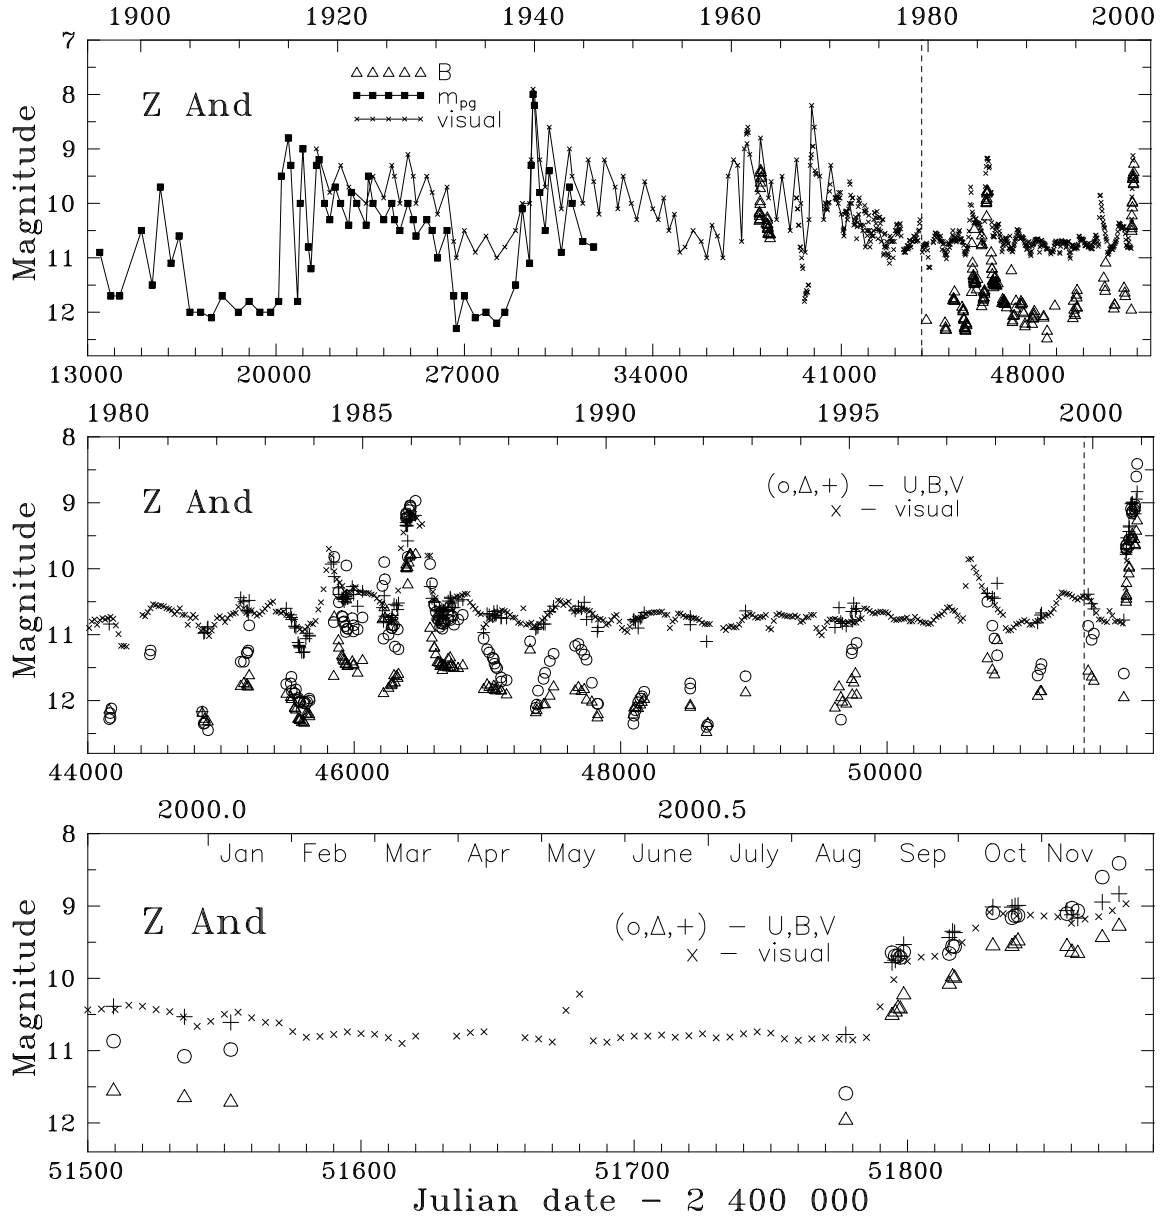 1900 1920 1940 1960 1980 2000
7
8
9
10
11
12
Magnitude
Z And
B
mpg
visual
13000 20000 27000 34000 41000 48000
1980 1985 1990 1995 2000
8
9
10
11
12
Magnitude
Z And
(o,Δ,+) − U,B,V
x − visual
44000 46000 48000 50000
2000.0 2000.5
8
9
10
11
12
Magnitude
Jan Feb Mar Apr May June July Aug Sep Oct Nov
Z And
(o,Δ,+) − U,B,V
x − visual
51500 51600 51700 51800
Julian date − 2 400 000